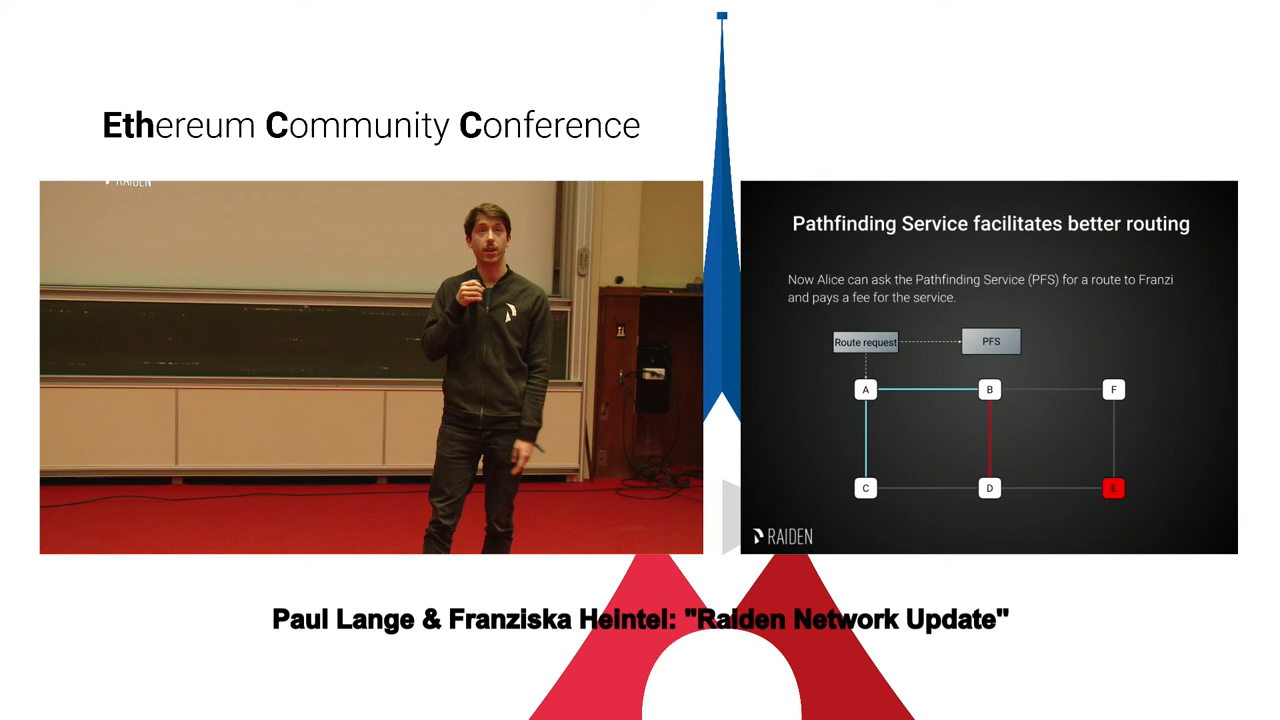 Ethereum Community Conference
RAIDEN
Pathfinding Service facilitates better routing
Now Alice can ask the Pathfinding Service (PFS) for a route to Franzi
and pays a fee for the service.
Route request
PFS
A
B
F
C
D
E
RAIDEN
Paul Lange & Franziska Heintel: "Raiden Network Update"